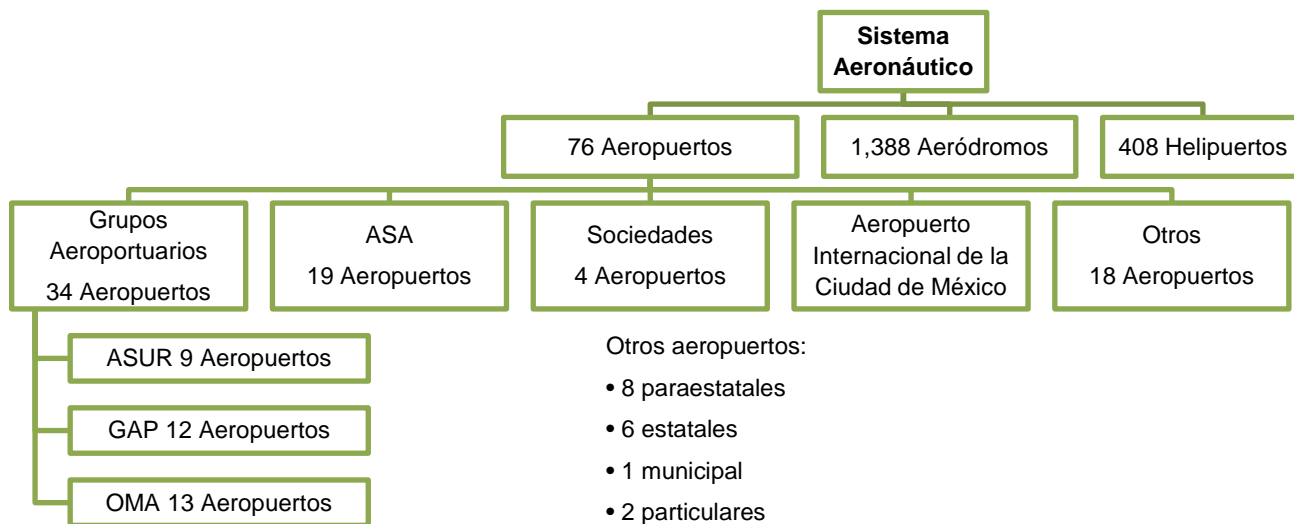 Sistema
Aeronáutico
76 Aeropuertos
1,388 Aeródromos
408 Helipuertos
Grupos
Aeroportuarios
34 Aeropuertos
ASA
19 Aeropuertos
Sociedades
4 Aeropuertos
Aeropuerto
Internacional de la
Ciudad de México
Otros
18 Aeropuertos
ASUR 9 Aeropuertos
GAP 12 Aeropuertos
OMA 13 Aeropuertos
Otros aeropuertos:
• 8 paraestatales
• 6 estatales
• 1 municipal
• 2 particulares